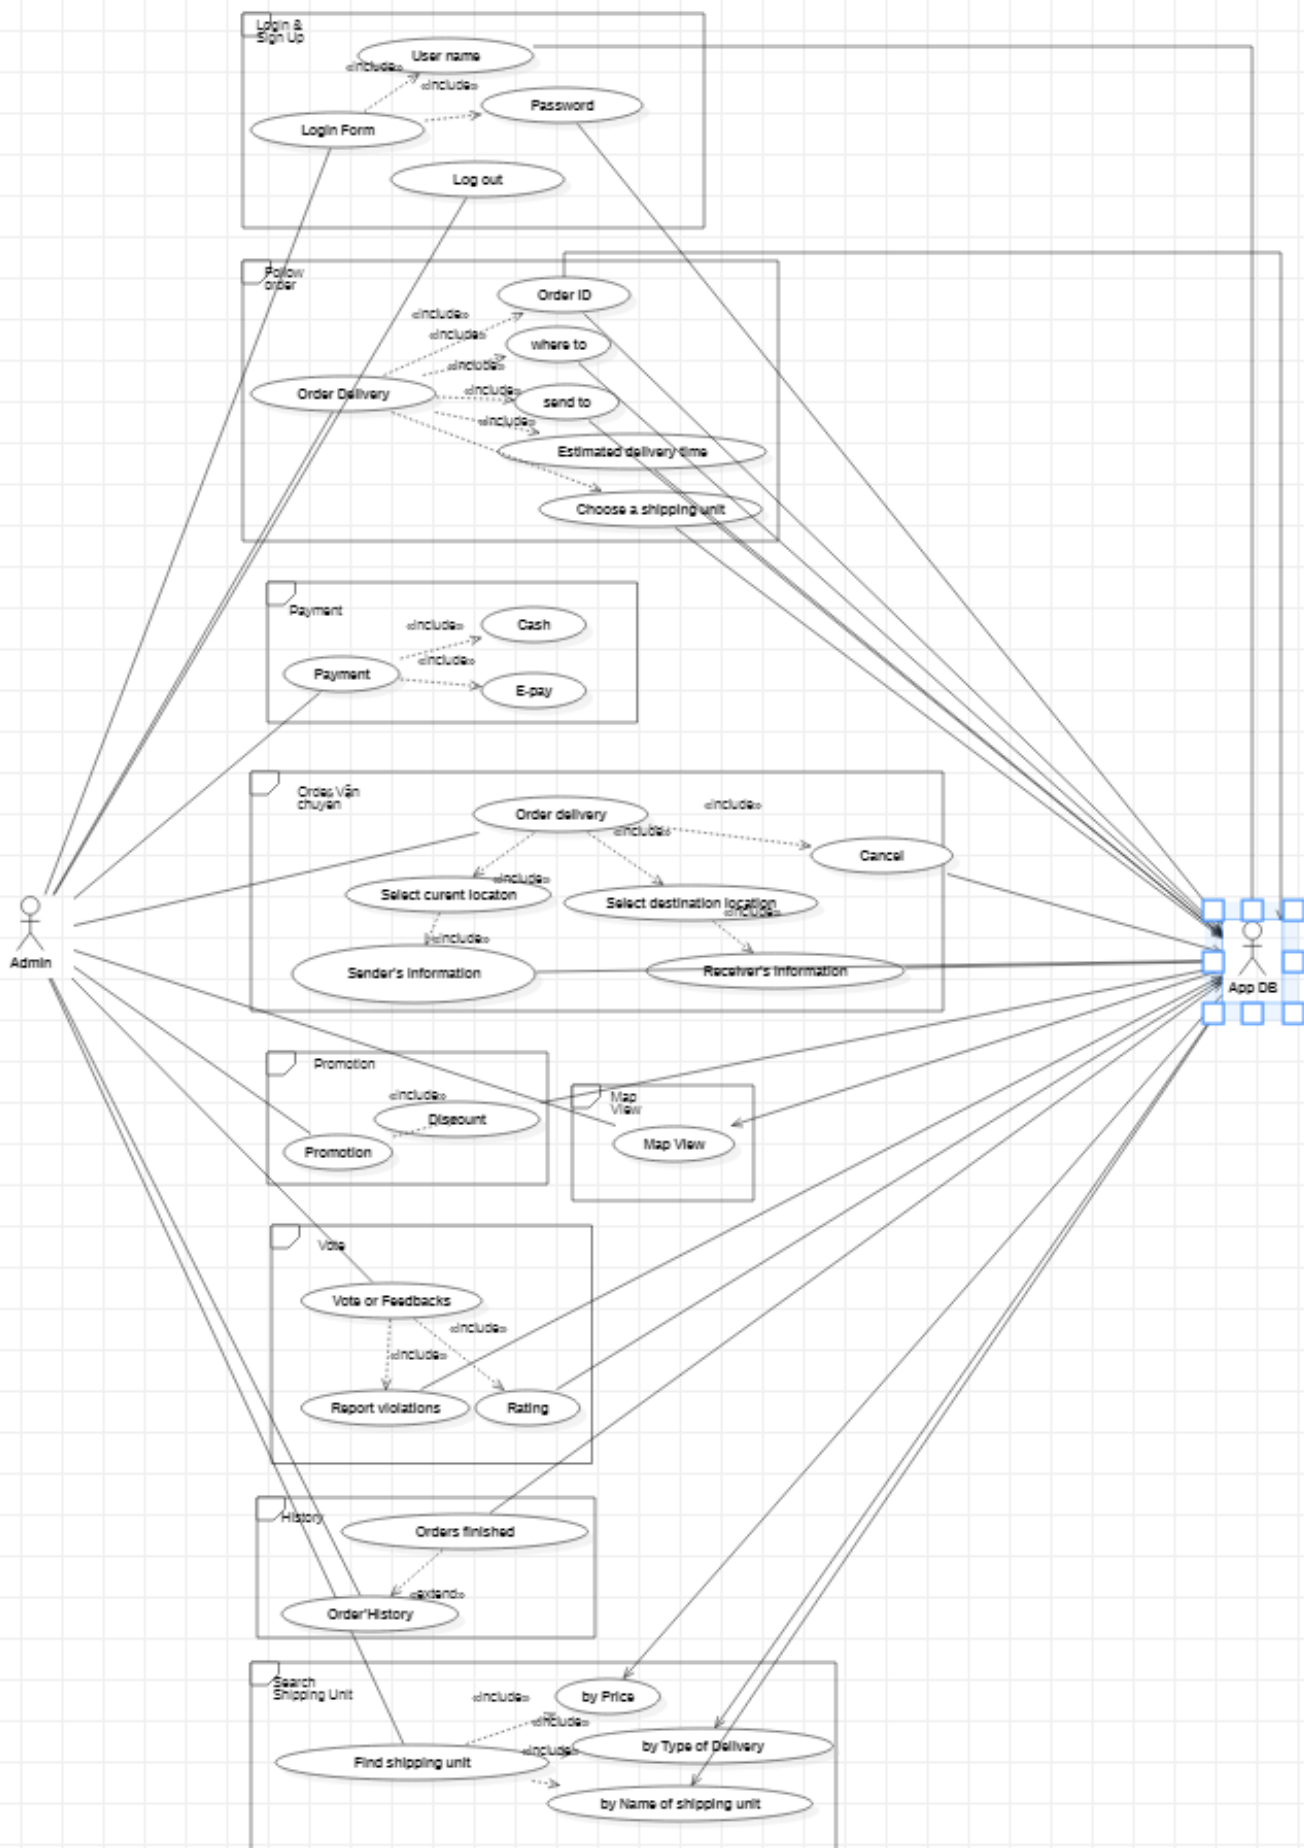 Login &
Sign Up
User name
«include»
«include»
Password
Login Form
Log out
Follow
order
Order ID
«include»
«include»
where to
«include»
Order Delivery
«include»
send to
«include»
Estimated delivery time
Choose a shipping unit
Payment
«include»
Cash
«include»
Payment
E-pay
Order Vận
chuyển
«include»
Order delivery
«include»
Cancel
«include»
Select curent locaton
Select destination location
«include»
«include»
Sender's information
Receiver's information
Admin
App DB
Promotion
«include»
Discount
Promotion
Map
View
Map View
Vote
Vote or Feedbacks
«include»
«include»
Report violations
Rating
History
Orders finished
«extend»
Order'History
Search
Shipping Unit
«include»
by Price
«include»
«include»
by Type of Delivery
Find shipping unit
by Name of shipping unit